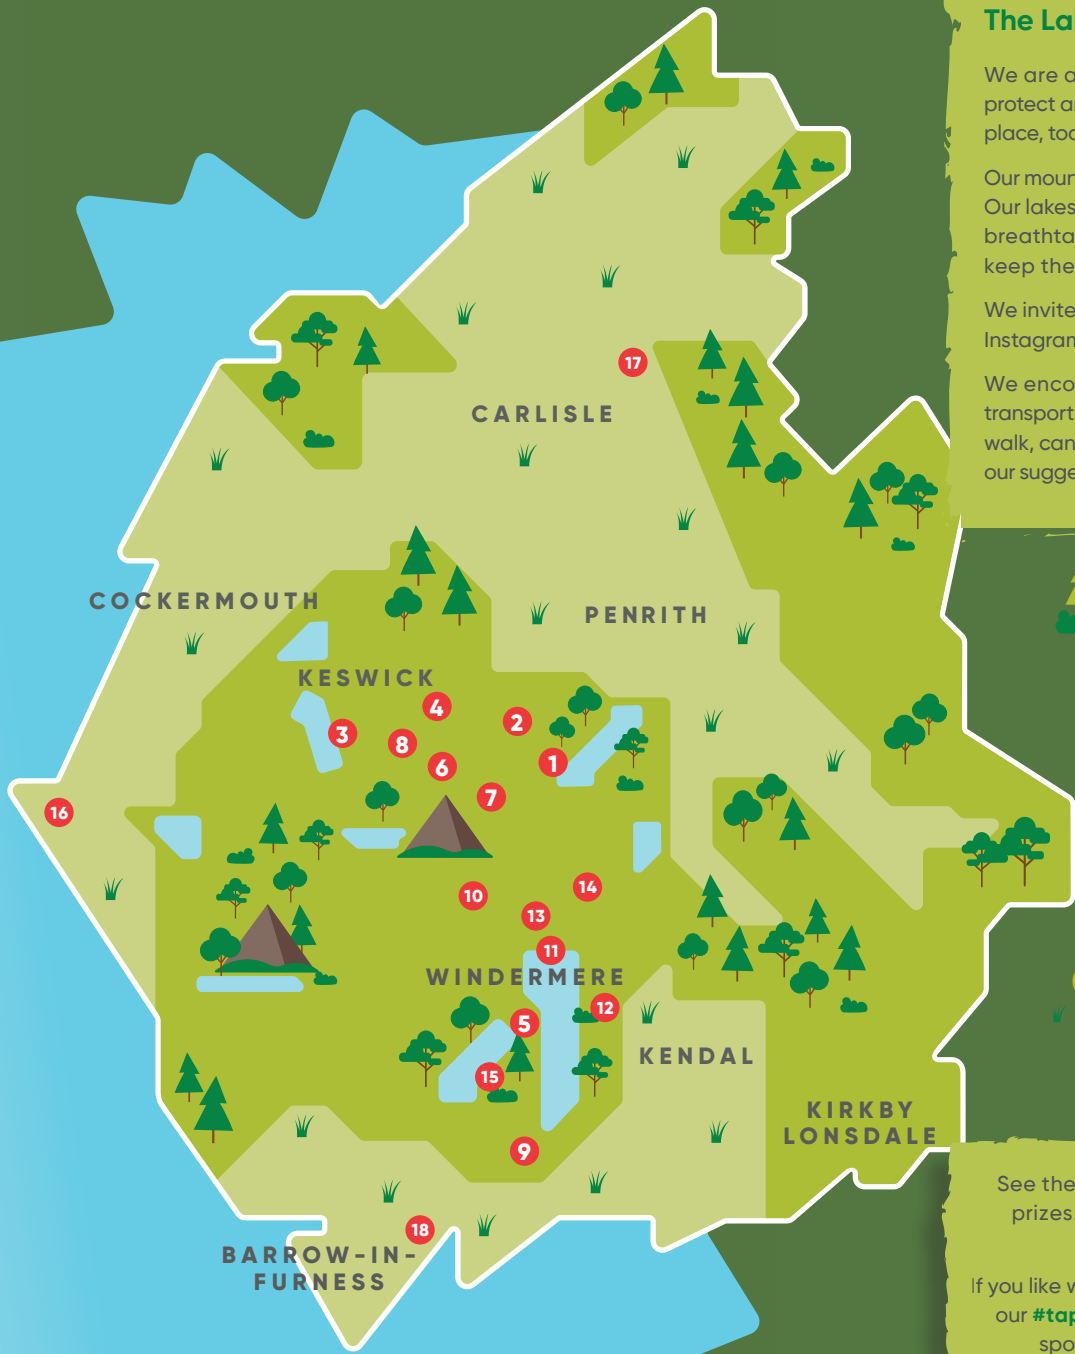 The La
We are a
protect a
place, too
Our moun
Our lakes
breathta
keep the
We invite
Instagram
We enco
transport
walk, can
our sugge
17
CARLISLE
COCKERMOUTH
PENRITH
KESWICK
4
2
3
8
1
6
7
16
14
10
13
11
WINDERMERE
12
5
KENDAL
15
KIRKBY
LONSDALE
9
18
BARROW-IN-
FURNESS
See the
prizes
If you like w
our #tap
spo